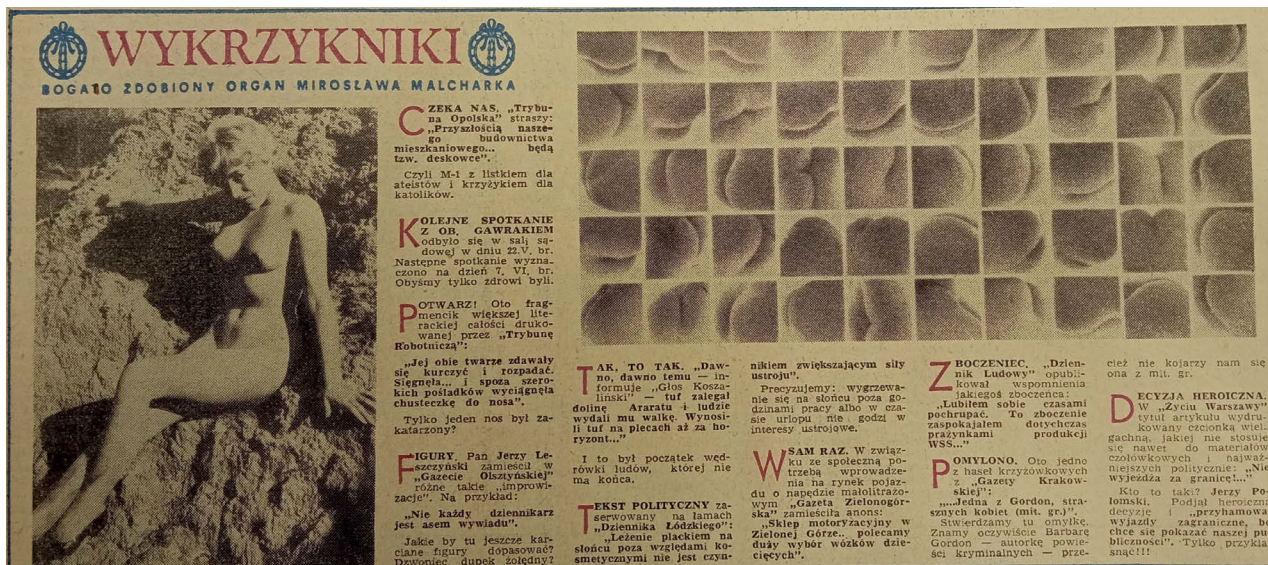 WYKRZYKNIKI
BOGATO ZDOBIONY ORGAN MIROSŁAWA MALCHARKA
CZEKA NAS. „Trybu-
na Opolska” straszy:
„Przyszłością nasze-
go budownictwa
mieszkaniowego... będą
tzw. deskowce”.
Czyli M-1 z listkiem dla
ateistów i krzyżykiem dla
katolików.
KOLEJNE SPOTKANIE
Z OB. GAWRAKIEM
odbyło się w sali są-
dowej w dniu 22.V. br.
Następne spotkanie wyzna-
czono na dzień 7. VI. br.
Obyśmy tylko zdrowi byli.
POTWARZ! Oto frag-
mencik większej lite-
rackiej całości druko-
wanej przez „Trybunę
Robotniczą”:
„Jej obie twarze zdawały
się kurczyć i rozpadać.
Sięgnęła... i spoza szero-
kich pośladków wyciągnęła
chusteczkę do nosa”.
Tylko jeden nos był za-
katarzony?
FIGURY. Pan Jerzy Le-
szczyński zamieścił w
„Gazecie Olsztyńskiej”
różne takie „improwi-
zacje”. Na przykład:
„Nie każdy dziennikarz
jest asem wywiadu”.
Jakie by tu jeszcze kar-
ciane figury dopasować?
Dzwoniec, dupek żołędny?
TAK, TO TAK. „Daw-
no, dawno temu — in-
formuje „Głos Kosza-
liński” — tuf zalegał
dolinę Araratu i ludzie
wydali mu walkę. Wynosi-
li tuf na plecach aż za ho-
ryzont...”
I to był początek węd-
rówki ludów, której nie
ma końca.
TEKST POLITYCZNY za-
serwowany na łamach
„Dziennika Łódzkiego”:
„Leżenie plackiem na
słońcu poza względami ko-
smetycznymi nie jest czyn-
nikiem zwiększającym siły
ustroju”.
Precyzujemy: wygrzewa-
nie się na słońcu poza go-
dzinami pracy albo w cza-
sie urlopu nie godzi w
interesy ustrojowe.
W SAM RAZ. W związ-
ku ze społeczną po-
trzebą wprowadze-
nia na rynek pojaz-
du o napędzie małolitrażo-
wym „Gazeta Zielonogór-
ska” zamieściła anons:
„Sklep motoryzacyjny w
Zielonej Górze.. polecamy
duży wybór wózków dzie-
cięcych”.
ZBOCZENIEC. „Dzien-
nik Ludowy” opubli-
kował wspomnienia
jakiegoś zboczeńca:
„Lubiłem sobie czasami
pochrupać. To zboczenie
zaspokajałem dotychczas
prażynkami produkcji
WSS...”
POMYLONO. Oto jedno
z haseł krzyżówkowych
z „Gazety Krakow-
skiej”:
„Jedna z Gordon, stra-
sznych kobiet (mit. gr.)”.
Stwierdzamy tu omyłkę.
Znamy oczywiście Barbarę
Gordon — autorkę powie-
ści kryminalnych — prze-
cież nie kojarzy nam się
ona z mit. gr.
DECYZJA HEROICZNA.
W „Życiu Warszawy”
tytuł artykułu wydru-
kowany czcionką wiel-
gachną, jakiej nie stosuje
się nawet do materiałów
czołówkowych i najważ-
niejszych politycznie: „Nie
wyjeżdża za granicę!...”
Kto to taki? Jerzy Po-
łomski. Podjął heroiczną
decyzję i „przyhamował
wyjazdy zagraniczne, bo
chce się pokazać naszej pu-
bliczności”. Tylko przykla-
snąć!!!